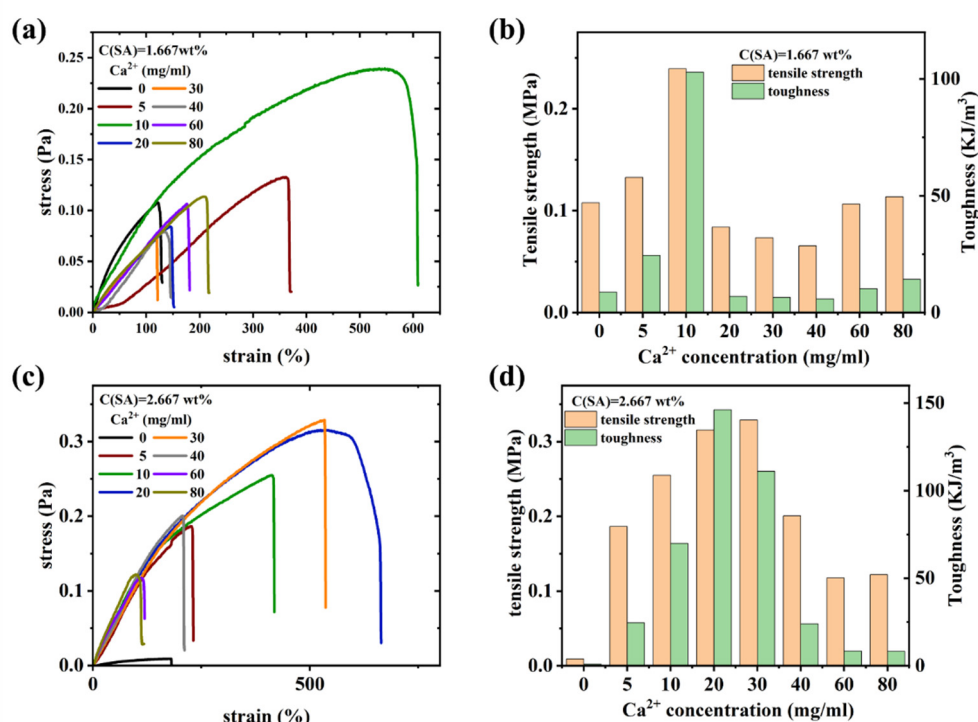 (a)
C(SA)=1.667wt%
Ca²⁺ (mg/ml)
0 30
5 40
10 60
20 80
stress (Pa)
0.25
0.20
0.15
0.10
0.05
0.00
0 100 200 300 400 500 600
strain (%)
(b)
C(SA)=1.667 wt%
tensile strength
toughness
Tensile strength (MPa)
0.2
0.1
0.0
Toughness (KJ/m³)
100
50
0
0 5 10 20 30 40 60 80
Ca²⁺ concentration (mg/ml)
(c)
C(SA)=2.667 wt%
Ca²⁺ (mg/ml)
0 30
5 40
10 60
20 80
stress (Pa)
0.3
0.2
0.1
0.0
0 500
strain (%)
(d)
C(SA)=2.667 wt%
tensile strength
toughness
tensile strength (MPa)
0.3
0.2
0.1
0.0
Toughness (KJ/m³)
150
100
50
0
0 5 10 20 30 40 60 80
Ca²⁺ concentration (mg/ml)